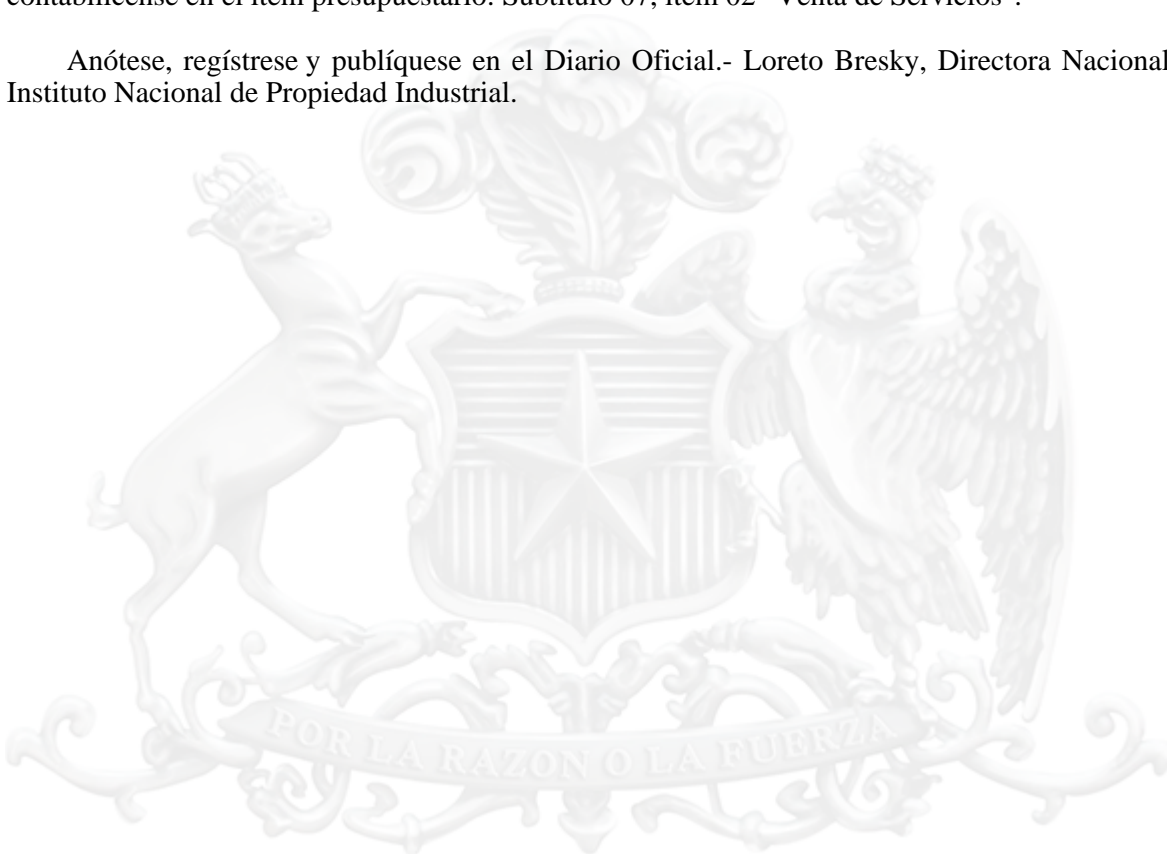 contabilícense en el ítem presupuestario: Subtítulo 07, ítem 02 "Venta de Servicios".
Anótese, regístrese y publíquese en el Diario Oficial.- Loreto Bresky, Directora Nacional
Instituto Nacional de Propiedad Industrial.
POR LA RAZON O LA FUERZA